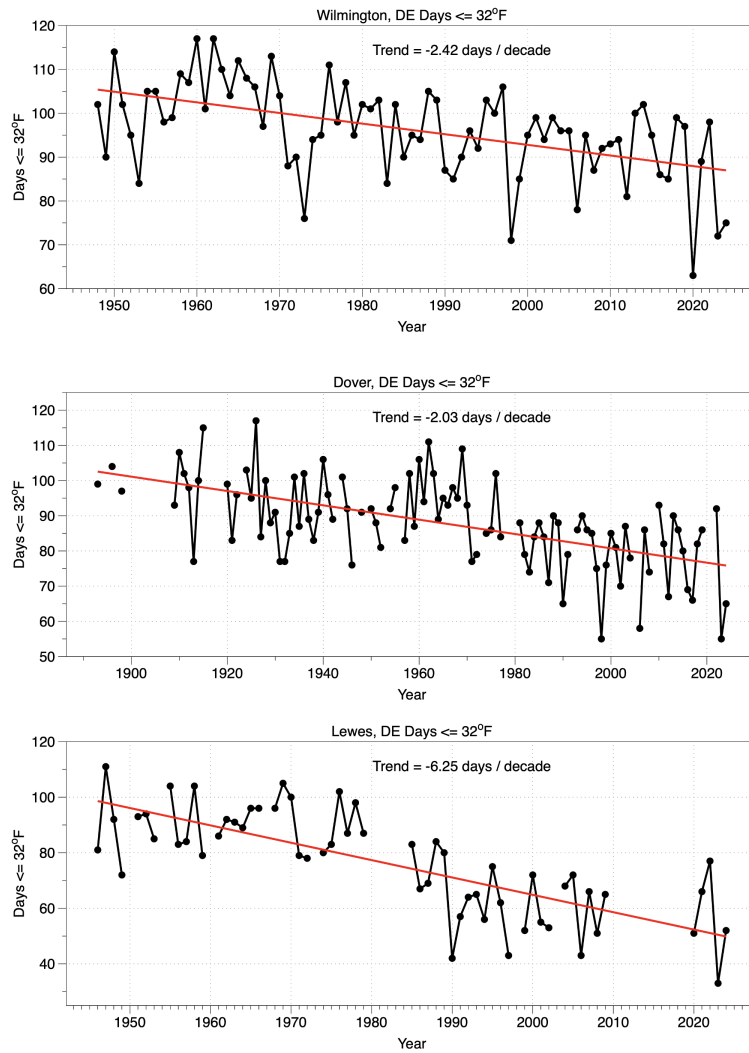 Wilmington, DE Days <= 32°F
Trend = -2.42 days / decade
Days <= 32°F
120
110
100
90
80
70
60
1950 1960 1970 1980 1990 2000 2010 2020
Year
Dover, DE Days <= 32°F
Trend = -2.03 days / decade
Days <= 32°F
120
110
100
90
80
70
60
50
1900 1920 1940 1960 1980 2000 2020
Year
Lewes, DE Days <= 32°F
Trend = -6.25 days / decade
Days <= 32°F
120
100
80
60
40
1950 1960 1970 1980 1990 2000 2010 2020
Year